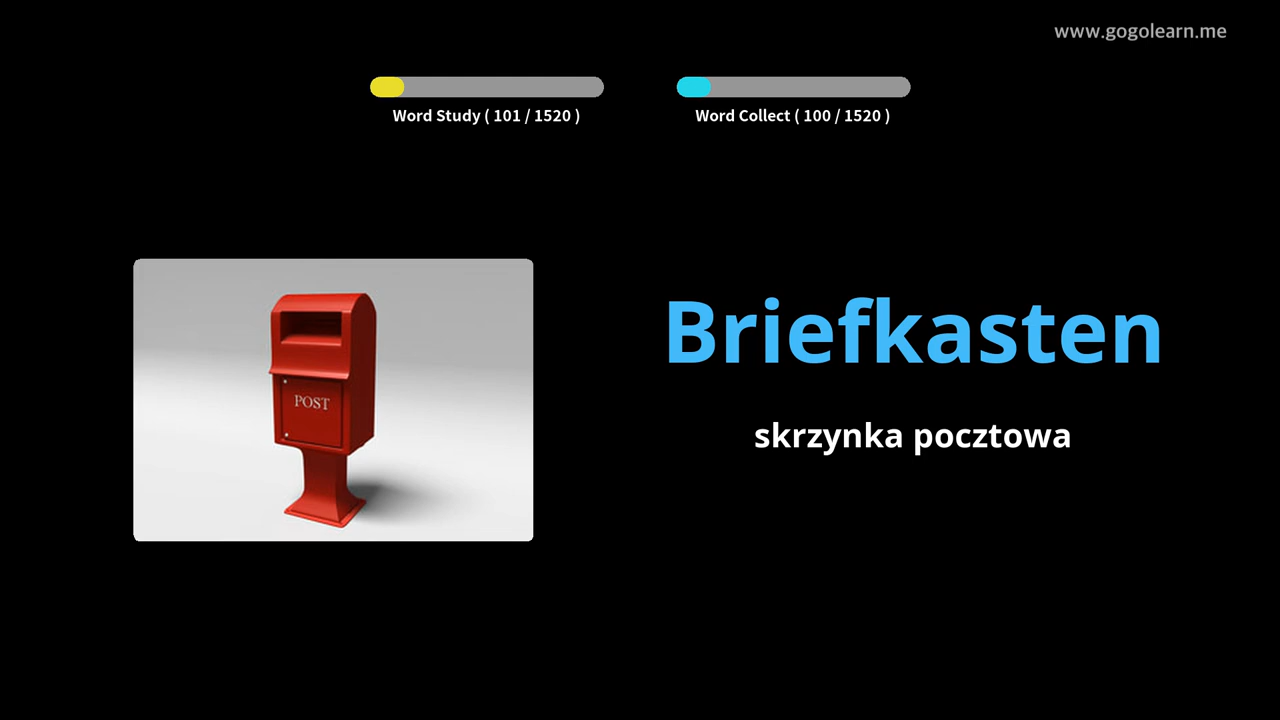 www.gogolearn.me
Word Study ( 101 / 1520 )
Word Collect ( 100 / 1520 )
POST
Briefkasten
skrzynka pocztowa